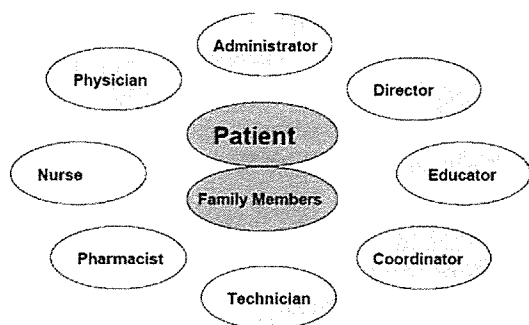 Administrator
Physician
Director
Patient
Nurse
Educator
Family Members
Pharmacist
Coordinator
Technician